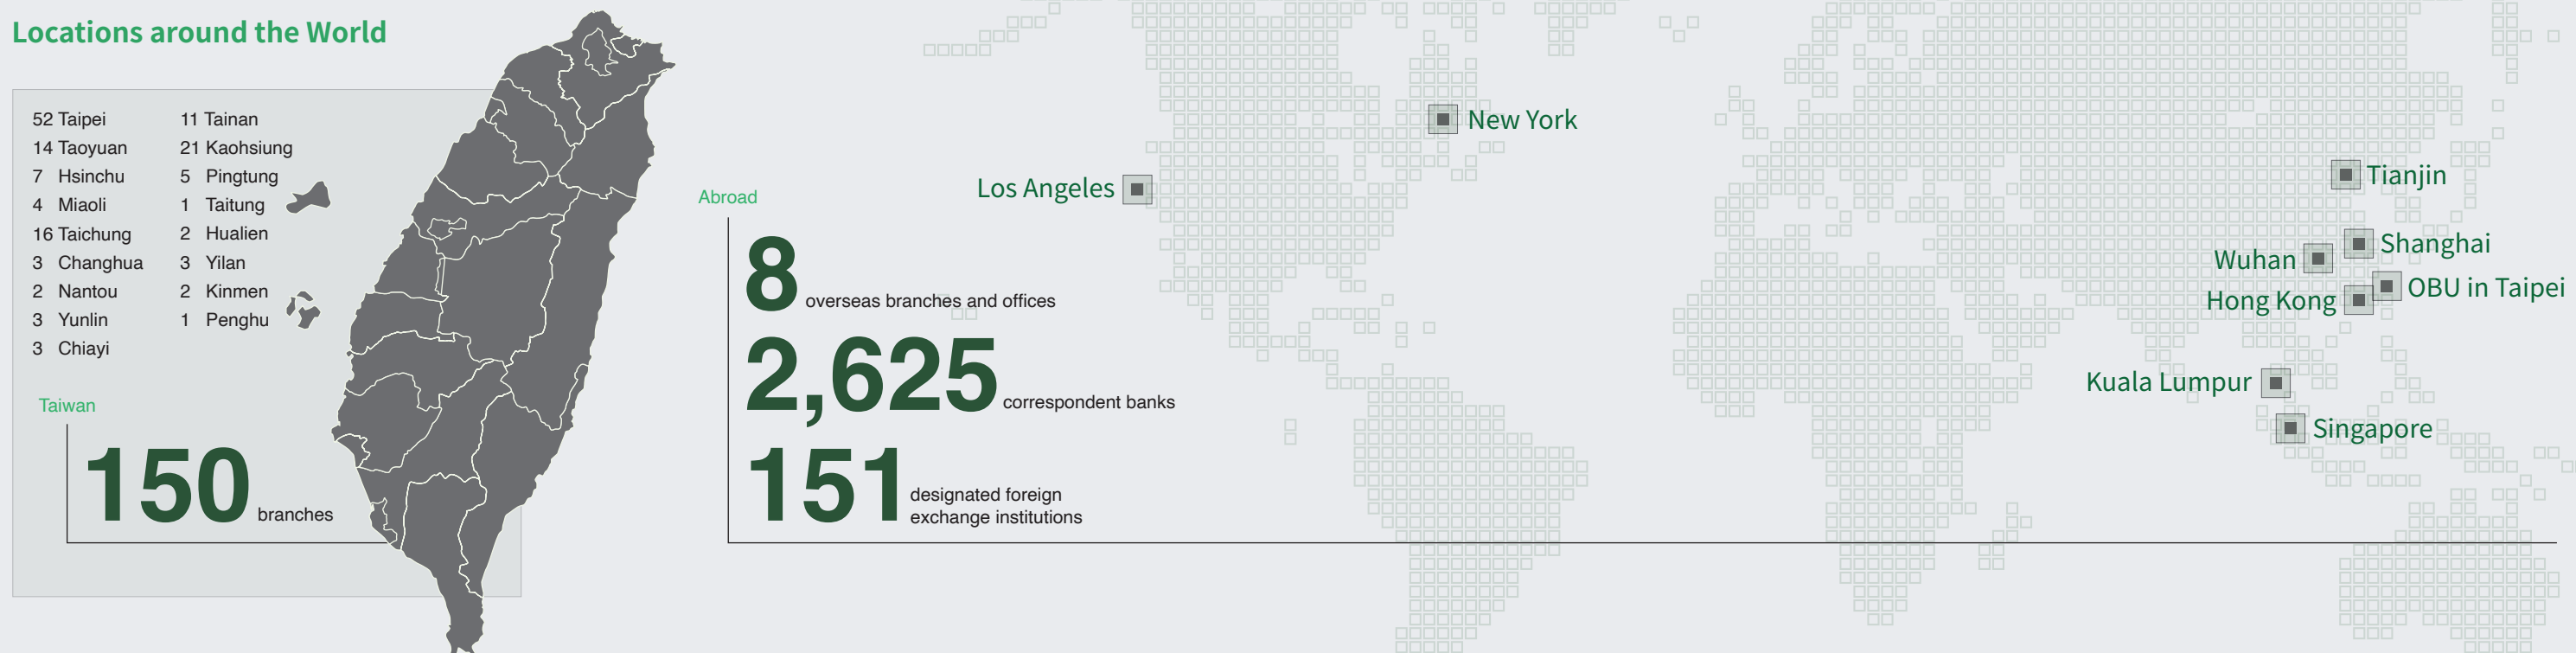 Locations around the World
52 Taipei
14 Taoyuan
7 Hsinchu
4 Miaoli
16 Taichung
3 Changhua
2 Nantou
3 Yunlin
3 Chiayi
11 Tainan
21 Kaohsiung
5 Pingtung
1 Taitung
2 Hualien
3 Yilan
2 Kinmen
1 Penghu
Taiwan
150 branches
Abroad
8 overseas branches and offices
2,625 correspondent banks
151 designated foreign
exchange institutions
New York
Los Angeles
Tianjin
Shanghai
Wuhan
OBU in Taipei
Hong Kong
Kuala Lumpur
Singapore